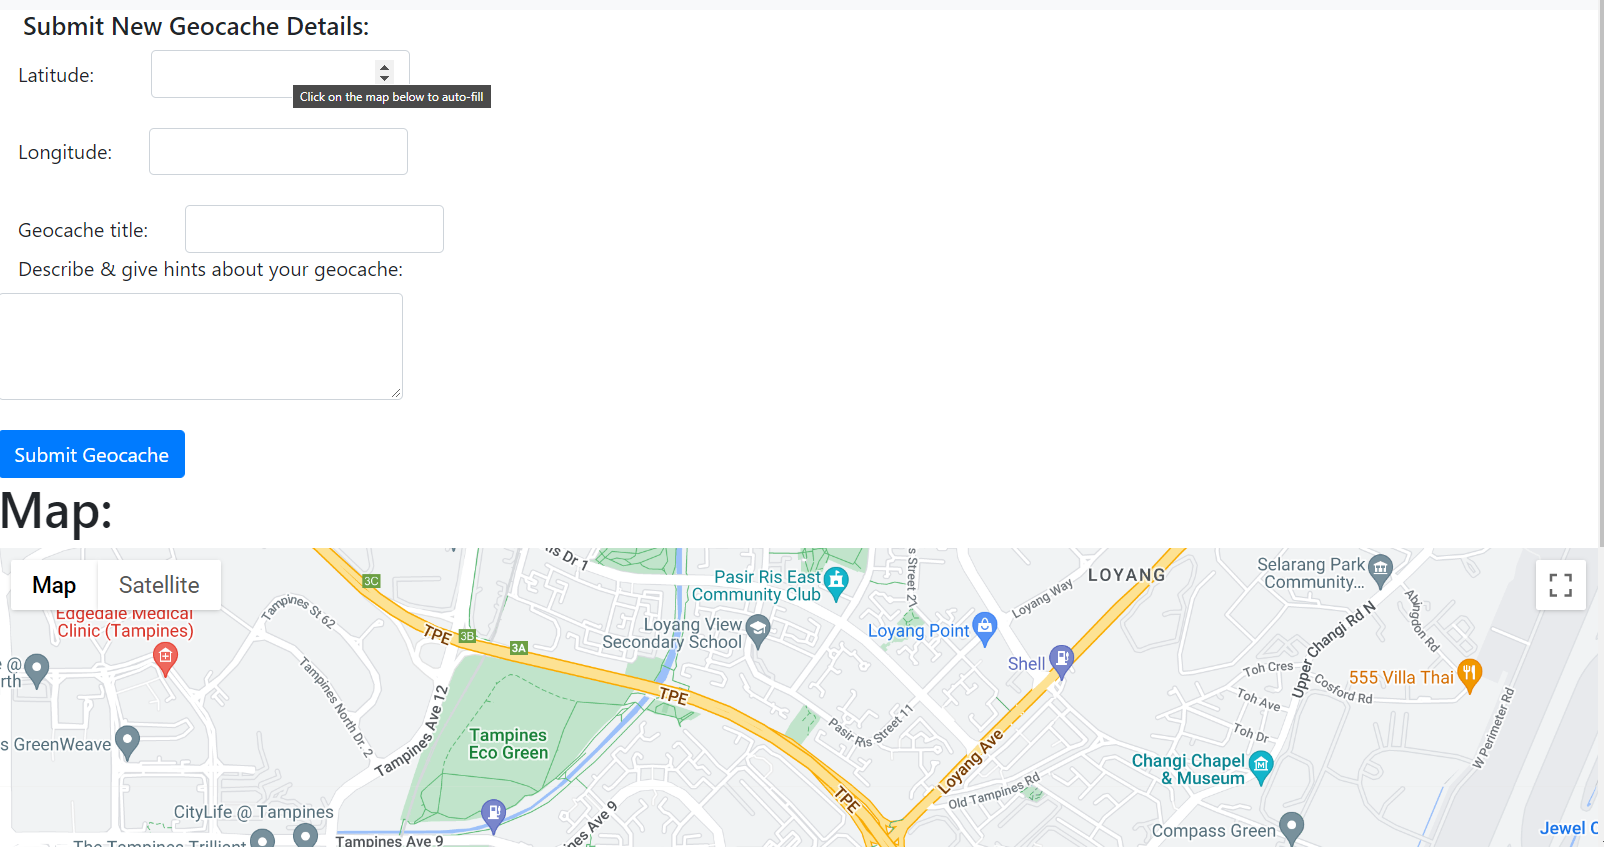 Submit New Geocache Details:
Latitude:
Click on the map below to auto-fill
Longitude:
Geocache title:
Describe & give hints about your geocache:
Submit Geocache
Map:
Map
Satellite
Edgedale Medical
Clinic (Tampines)
Tampines St 62
3C
TPE
3B
3A
is Dr 1
Pasir Ris East
Community Club
Loyang View
Secondary School
Street 21
Loyang Point
Loyang Way
LOYANG
Shell
Selarang Park
Community...
Abingdon Rd
Upper Changi Rd N
Toh Cres
Cosford Rd
555 Villa Thai
Toh Ave
Toh Dr
W Perimeter Rd
e @
rth
Tampines North Dr. 2
Tampines Ave 12
TPE
Pasir Ris Street 11
s GreenWeave
Tampines
Eco Green
Loyang Ave
Changi Chapel
& Museum
TPE
Old Tampines Rd
CityLife @ Tampines
The Tampines Trilliant
Tampines Ave 9
nes Ave 9
Compass Green
Jewel C